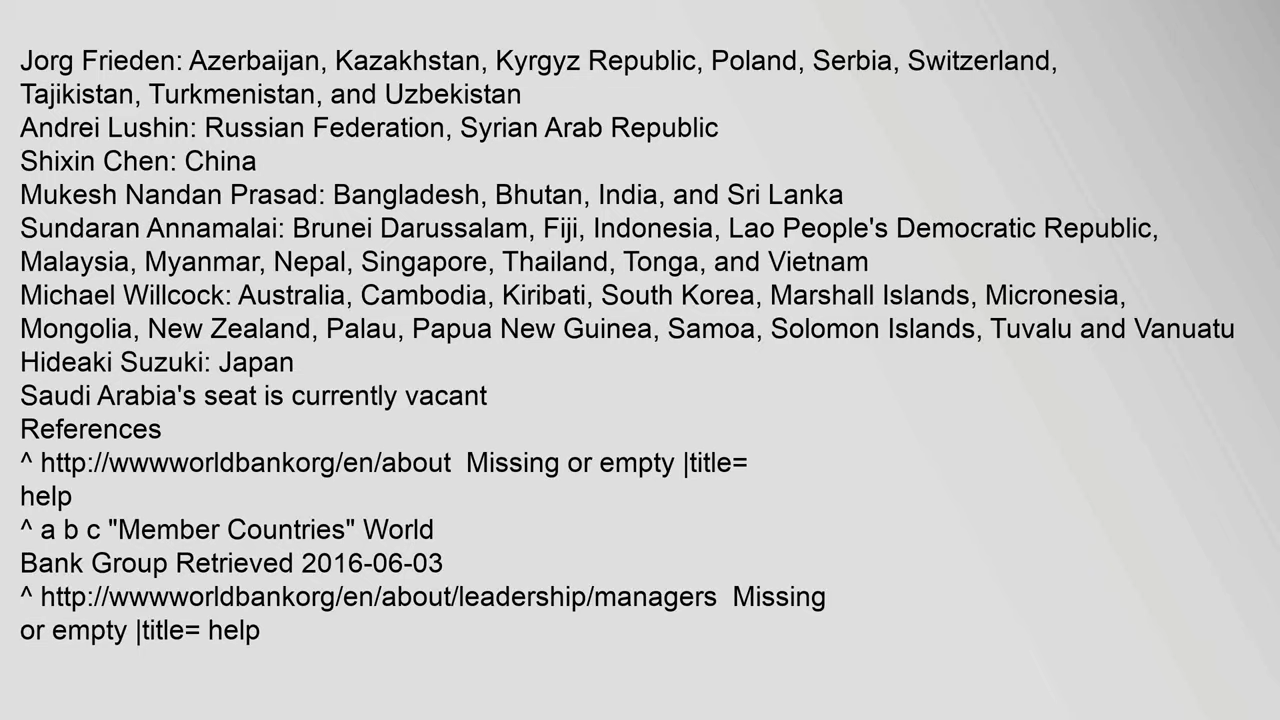 Jorg Frieden: Azerbaijan, Kazakhstan, Kyrgyz Republic, Poland, Serbia, Switzerland,
Tajikistan, Turkmenistan, and Uzbekistan
Andrei Lushin: Russian Federation, Syrian Arab Republic
Shixin Chen: China
Mukesh Nandan Prasad: Bangladesh, Bhutan, India, and Sri Lanka
Sundaran Annamalai: Brunei Darussalam, Fiji, Indonesia, Lao People's Democratic Republic,
Malaysia, Myanmar, Nepal, Singapore, Thailand, Tonga, and Vietnam
Michael Willcock: Australia, Cambodia, Kiribati, South Korea, Marshall Islands, Micronesia,
Mongolia, New Zealand, Palau, Papua New Guinea, Samoa, Solomon Islands, Tuvalu and Vanuatu
Hideaki Suzuki: Japan
Saudi Arabia's seat is currently vacant
References
^ http://wwwworldbankorg/en/about  Missing or empty |title=
help
^ a b c "Member Countries" World
Bank Group Retrieved 2016-06-03
^ http://wwwworldbankorg/en/about/leadership/managers  Missing
or empty |title= help